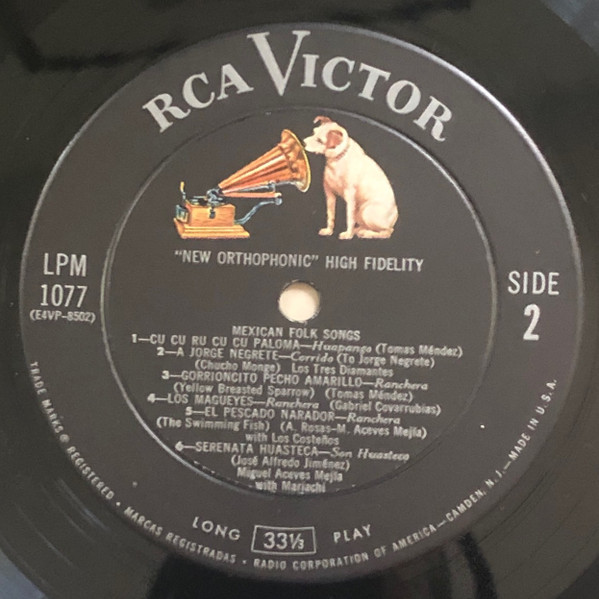 RCA VICTOR
"NEW ORTHOPHONIC" HIGH FIDELITY
LPM
1077
(E4VP-8502)
SIDE
2
MEXICAN FOLK SONGS
1—CU CU RU CU CU PALOMA—Huapango (Tomas Méndez)
2—A JORGE NEGRETE—Corrido (To Jorge Negrete)
(Chucho Monge) Los Tres Diamantes
3—GORRIONCITO PECHO AMARILLO—Ranchera
(Yellow Breasted Sparrow) (Tomas Méndez)
4—LOS MAGUEYES—Ranchera (Gabriel Covarrubias)
5—EL PESCADO NARADOR—Ranchera
(The Swimming Fish) (A. Rosas-M. Aceves Mejía)
with Los Costeños
6—SERENATA HUASTECA—Son Huasteco
(José Alfredo Jiménez)
Miguel Aceves Mejía
with Mariachi
LONG 33⅓ PLAY
TRADE MARKS ® REGISTERED • MARCAS REGISTRADAS • RADIO CORPORATION OF AMERICA—CAMDEN, N. J.—MADE IN U.S.A.